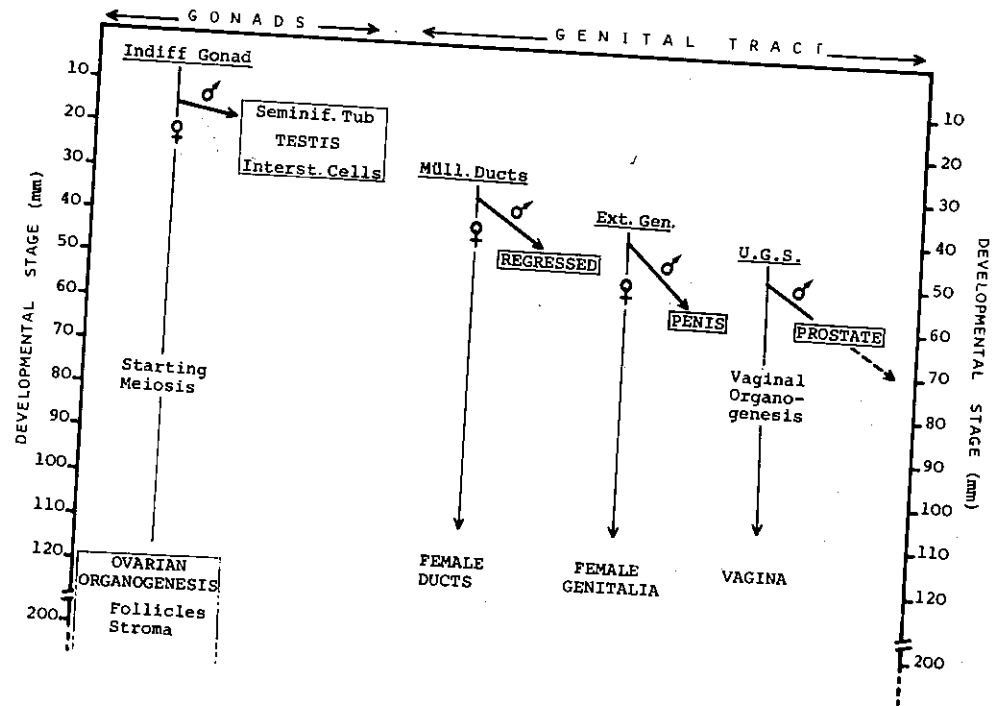 GONADS
GENITAL TRACT
Indiff Gonad
♂
♀
Seminif. Tub
TESTIS
Interst. Cells
Müll. Ducts
♂
♀
REGRESSED
Ext. Gen.
♂
♀
PENIS
U.G.S.
♂
PROSTATE
Starting
Meiosis
Vaginal
Organo-
genesis
OVARIAN
ORGANOGENESIS
Follicles
Stroma
FEMALE
DUCTS
FEMALE
GENITALIA
VAGINA
DEVELOPMENTAL STAGE (mm)
10
20
30
40
50
60
70
80
90
100
110
120
200
DEVELOPMENTAL STAGE (mm)
10
20
30
40
50
60
70
80
90
100
110
120
200